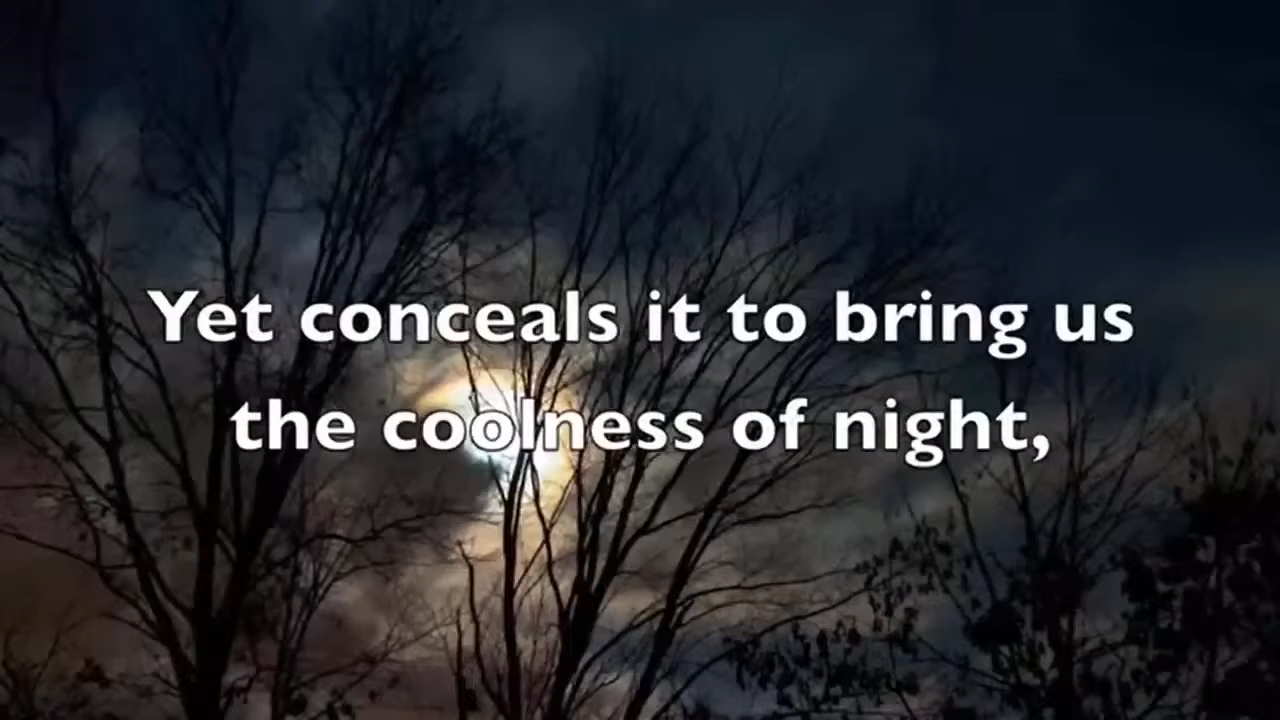 Yet conceals it to bring us
the coolness of night,